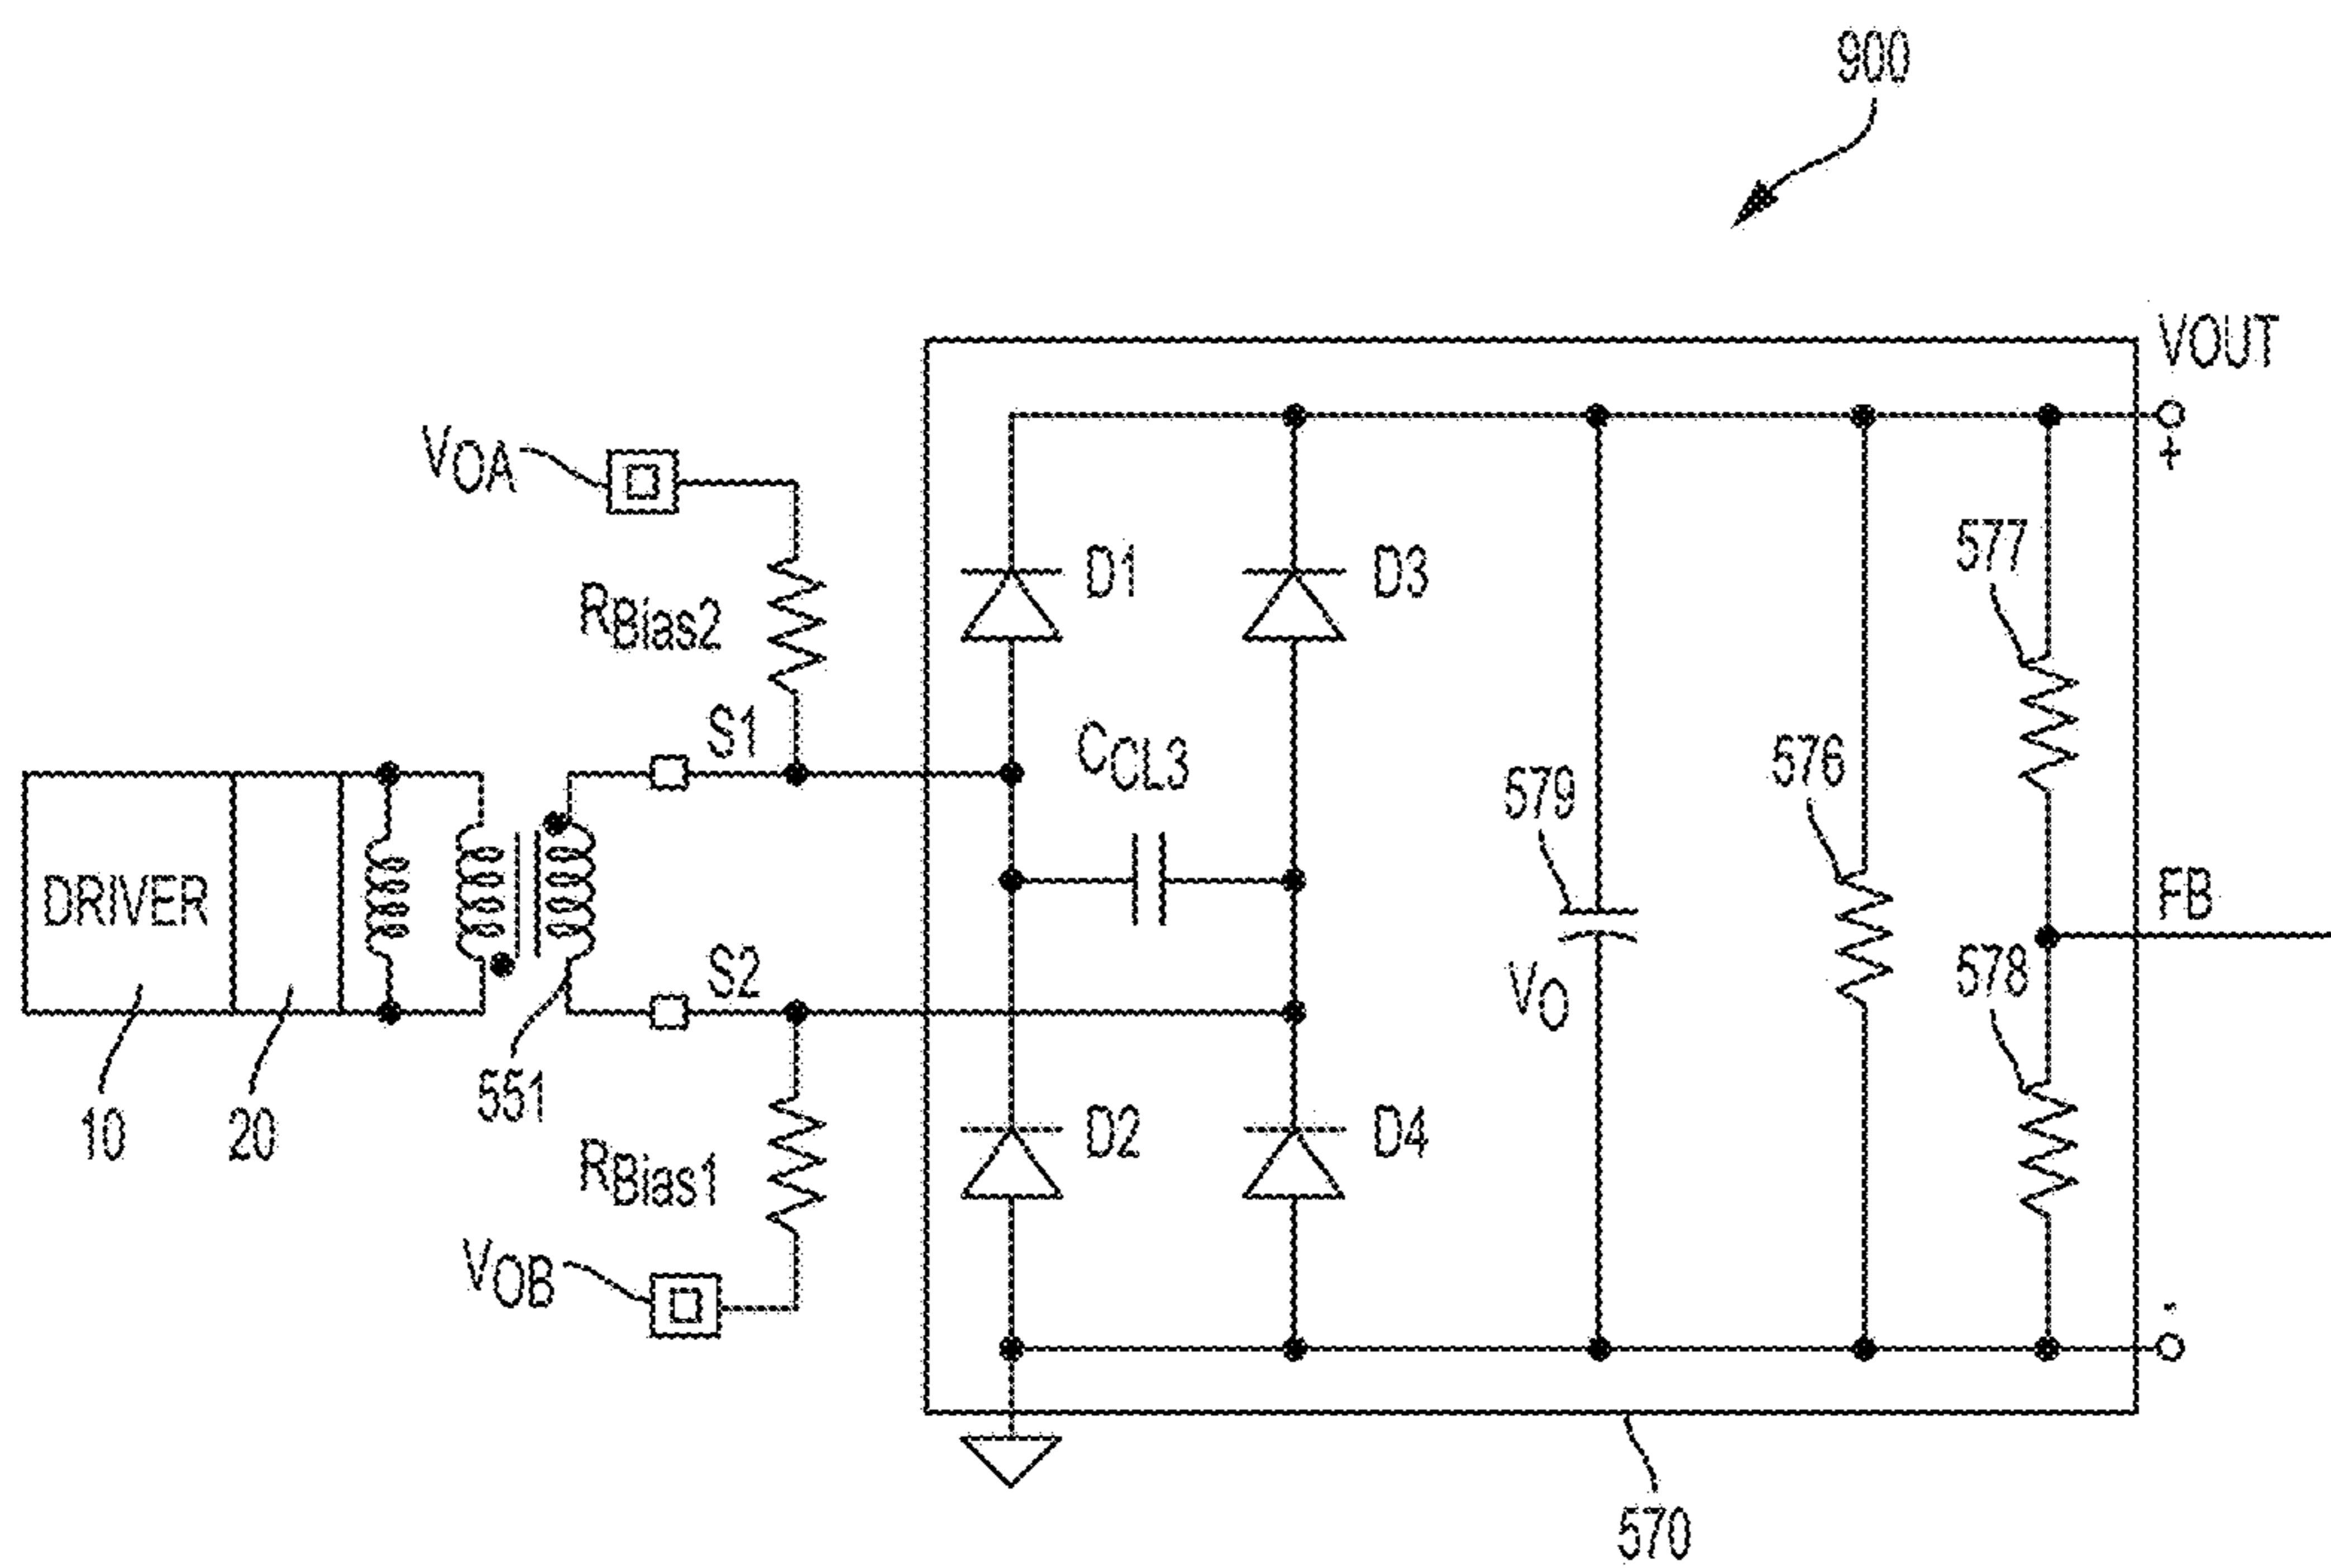 900
VOUT
+
VOA
577
D1
D3
RBias2
S1
CCL3
576
579
DRIVER
FB
S2
578
VO
551
10
20
D2
D4
RBias1
VOB
-
570